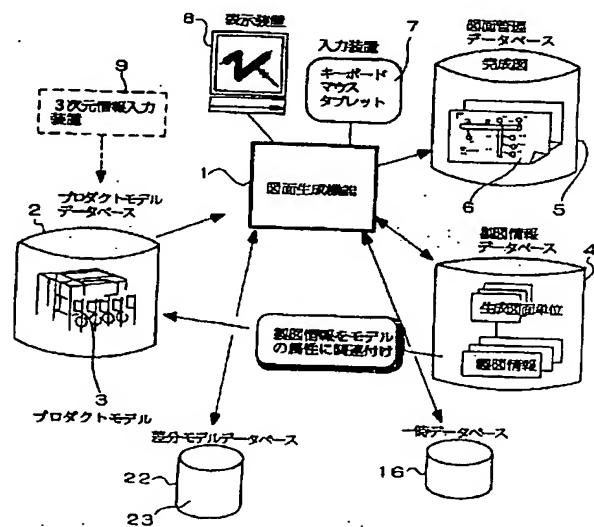 8
表示装置
入力装置
7
キーボード
マウス
タブレット
図面管理
データベース
完成図
6
5
9
3次元情報入力
装置
1
図面生成機能
2
プロダクトモデル
データベース
3
プロダクトモデル
製図情報
データベース
4
生成図面単位
製図情報
製図情報をモデル
の属性に関連付け
差分モデルデータベース
22
23
一時データベース
16